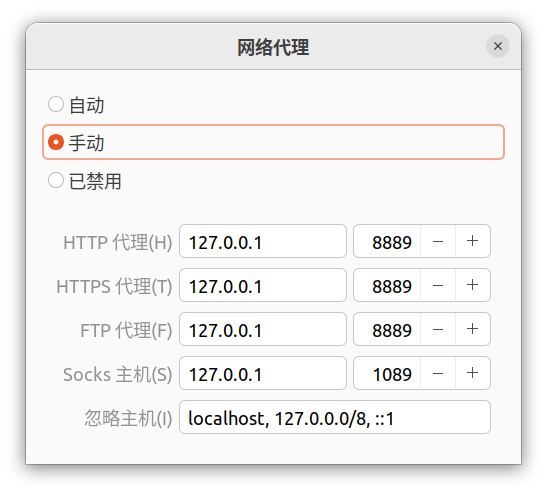 网络代理
自动
手动
已禁用
HTTP 代理(H) 127.0.0.1 8889 − +
HTTPS 代理(T) 127.0.0.1 8889 − +
FTP 代理(F) 127.0.0.1 8889 − +
Socks 主机(S) 127.0.0.1 1089 − +
忽略主机(I) localhost, 127.0.0.0/8, ::1